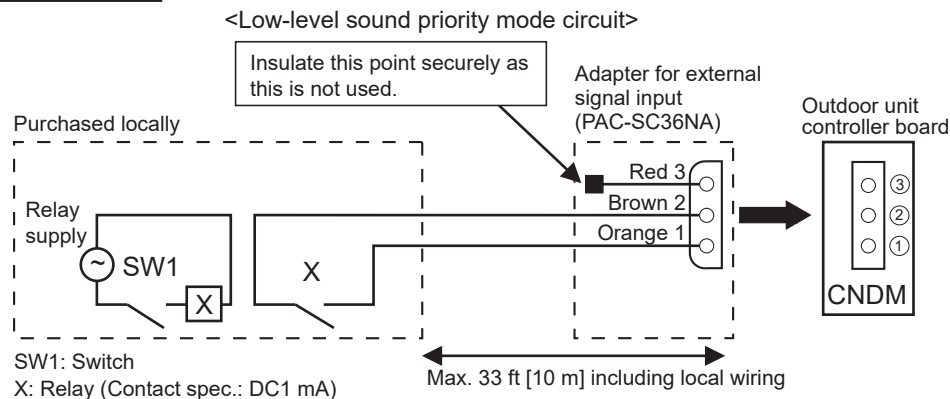 <Low-level sound priority mode circuit>
Insulate this point securely as
this is not used.
Adapter for external
signal input
(PAC-SC36NA)
Outdoor unit
controller board
Purchased locally
Relay
supply
~
SW1
X
X
Red 3
Brown 2
Orange 1
③
②
①
CNDM
SW1: Switch
X: Relay (Contact spec.: DC1 mA)
Max. 33 ft [10 m] including local wiring